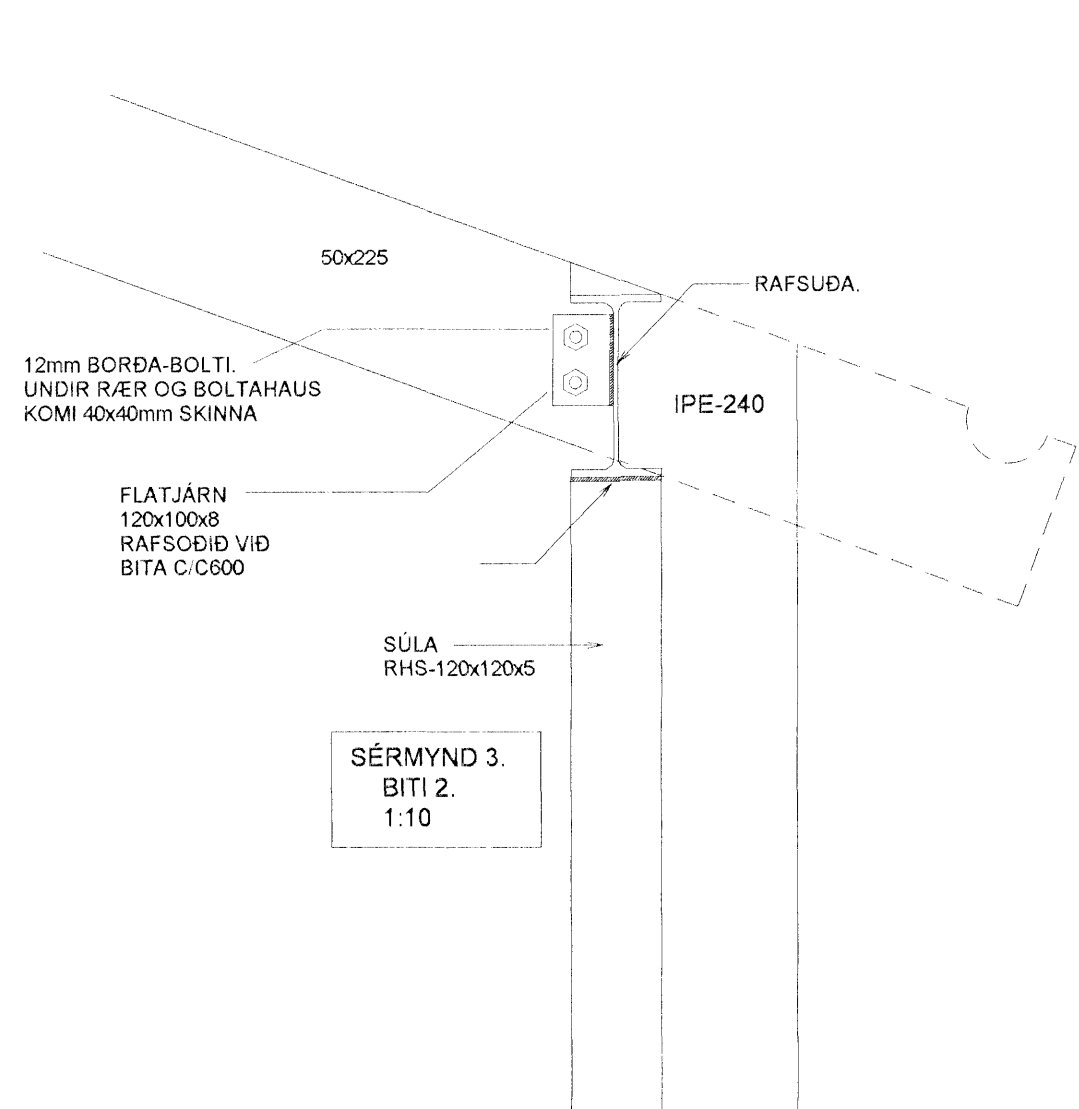 50x225
RAFSUÐA.
12mm BORÐA-BOLTI.
UNDIR RÆR OG BOLTAHAUS
KOMI 40x40mm SKINNA
IPE-240
FLATJÁRN
120x100x8
RAFSOÐIÐ VIÐ
BITA C/C600
SÚLA
RHS-120x120x5
SÉRMYND 3.
BITI 2.
1:10